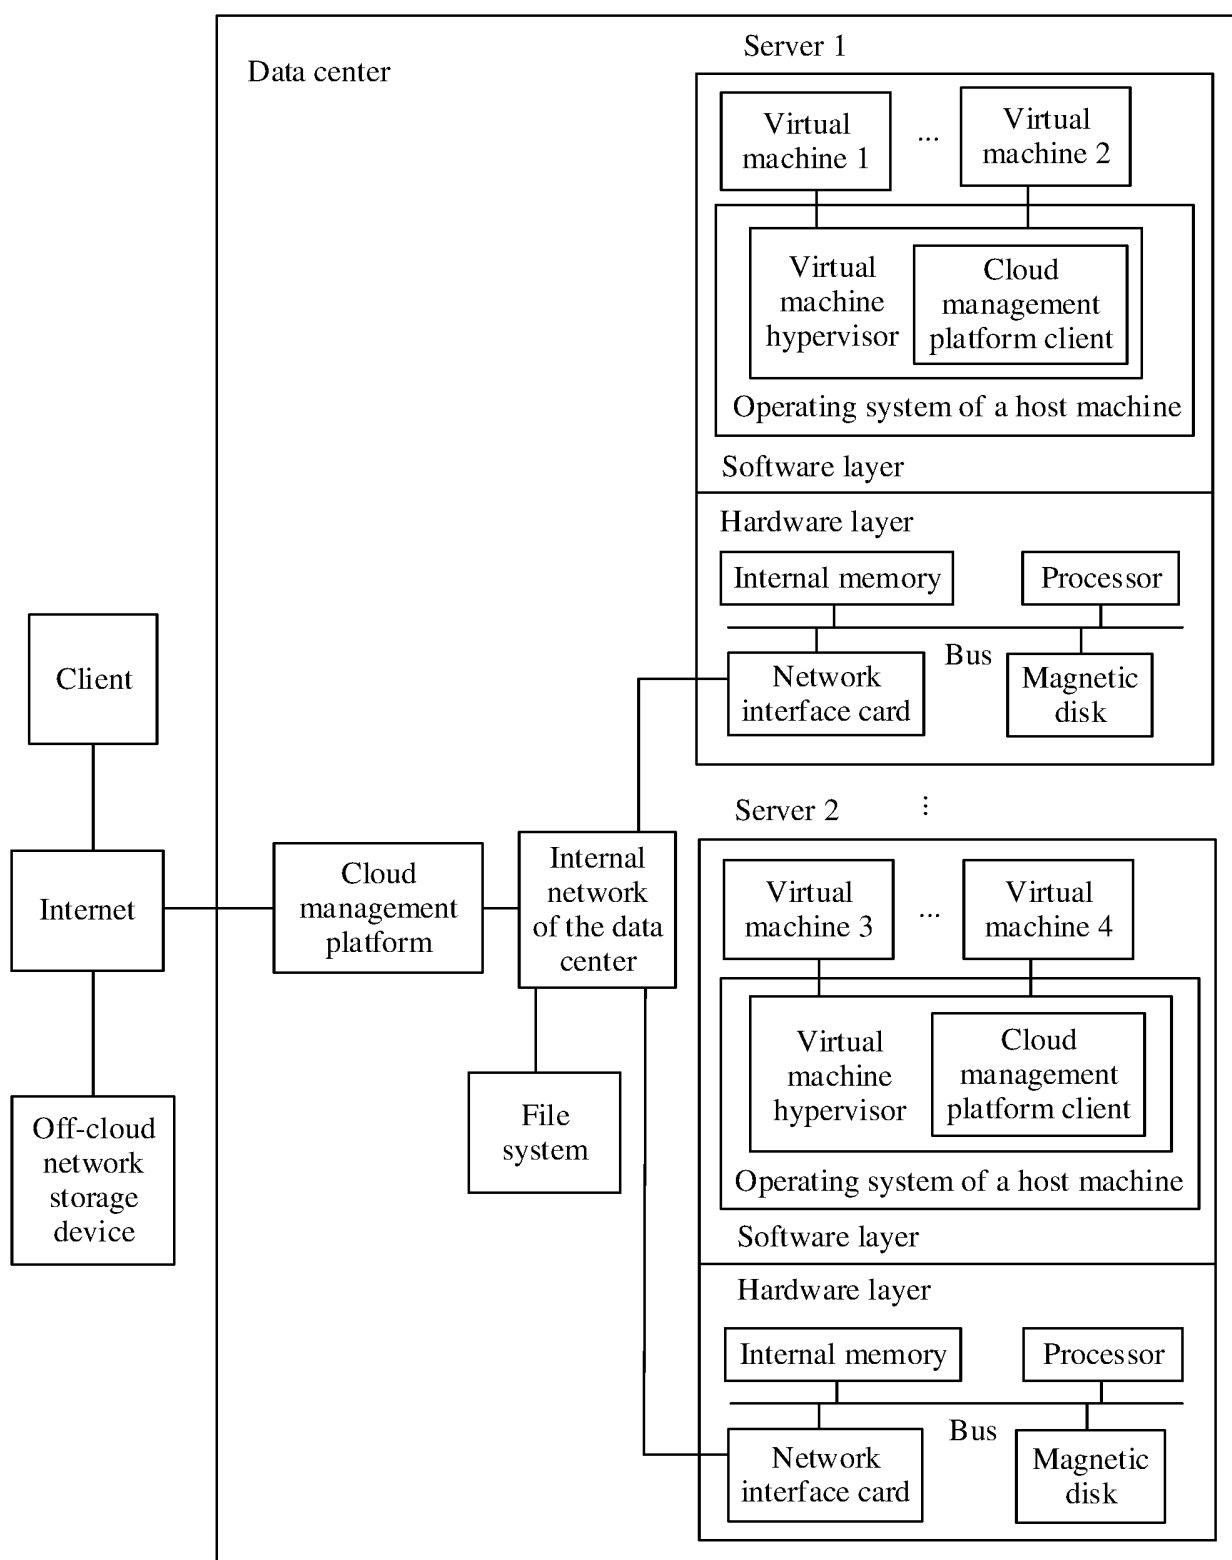 Data center
Server 1
Virtual
machine 1
...
Virtual
machine 2
Virtual
machine
hypervisor
Cloud
management
platform client
Operating system of a host machine
Software layer
Hardware layer
Internal memory
Processor
Bus
Network
interface card
Magnetic
disk
Client
Internet
Off-cloud
network
storage
device
Cloud
management
platform
Internal
network
of the data
center
File
system
Server 2
...
Virtual
machine 3
...
Virtual
machine 4
Virtual
machine
hypervisor
Cloud
management
platform client
Operating system of a host machine
Software layer
Hardware layer
Internal memory
Processor
Bus
Network
interface card
Magnetic
disk